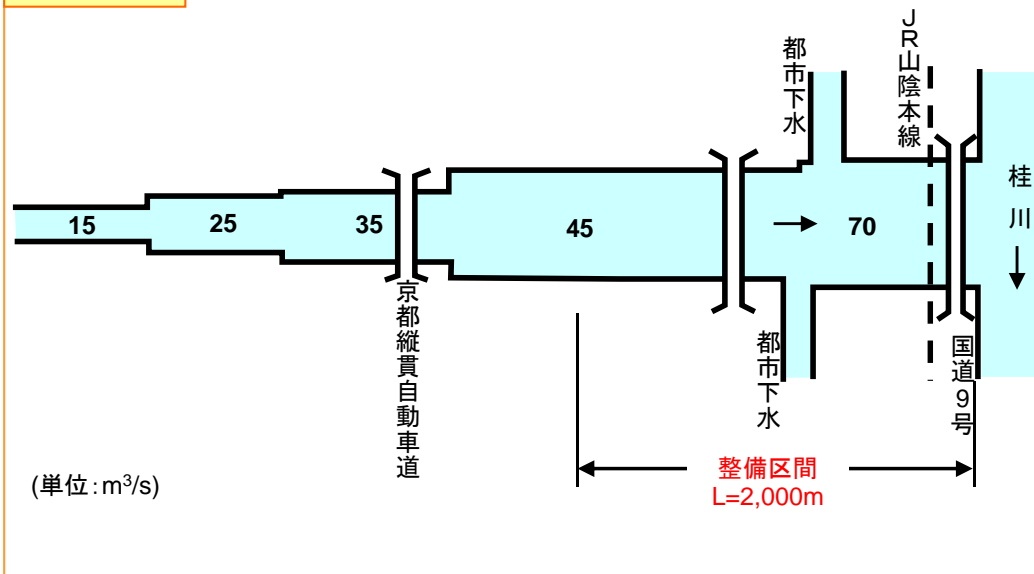 都市下水
JR山陰本線
桂川
15
25
35
45
70
京都縦貫自動車道
都市下水
国道9号
整備区間
L=2,000m
(単位:m³/s)